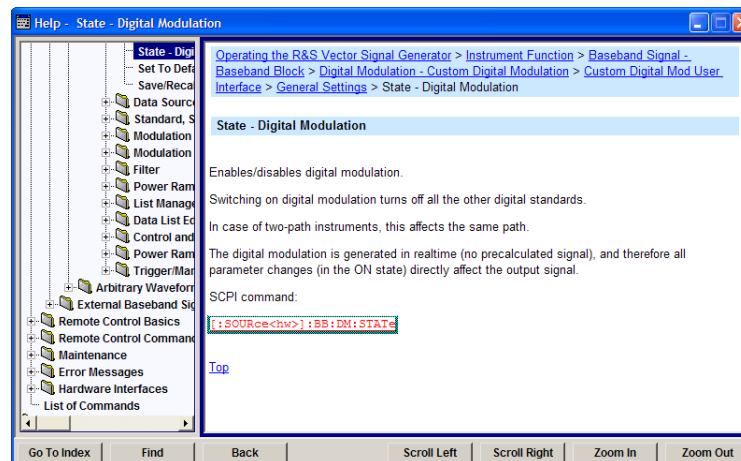 Help - State - Digital Modulation
State - Digi
Set To Defa
Save/Recal
Data Source
Standard, S
Modulation
Modulation
Filter
Power Ram
List Manage
Data List Ed
Control and
Power Ram
Trigger/Mar
Arbitrary Waveform
External Baseband Sig
Remote Control Basics
Remote Control Command
Maintenance
Error Messages
Hardware Interfaces
List of Commands
Operating the R&S Vector Signal Generator > Instrument Function > Baseband Signal -
Baseband Block > Digital Modulation - Custom Digital Modulation > Custom Digital Mod User
Interface > General Settings > State - Digital Modulation
State - Digital Modulation
Enables/disables digital modulation.
Switching on digital modulation turns off all the other digital standards.
In case of two-path instruments, this affects the same path.
The digital modulation is generated in realtime (no precalculated signal), and therefore all
parameter changes (in the ON state) directly affect the output signal.
SCPI command:
[:SOURce<hw>]:BB:DM:STATe
Top
Go To Index Find Back Scroll Left Scroll Right Zoom In Zoom Out